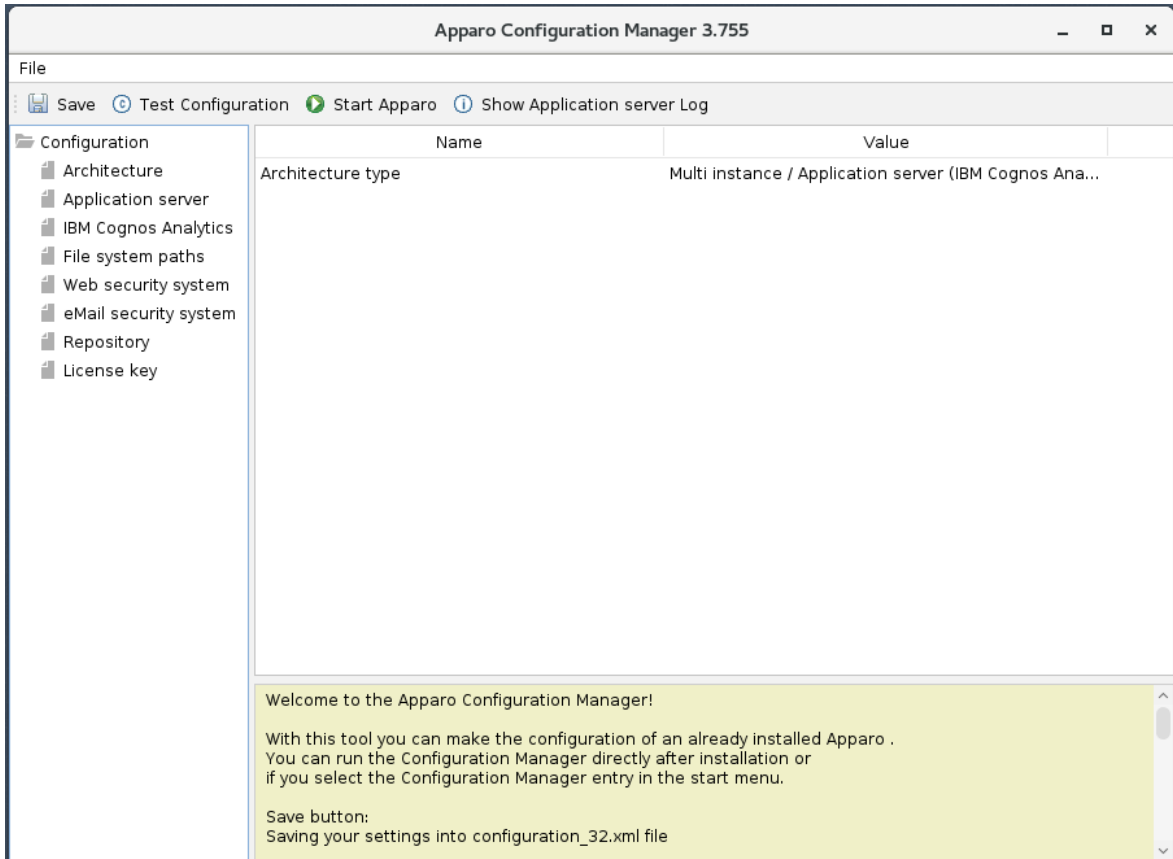 Apparo Configuration Manager 3.755
File
Save Test Configuration Start Apparo Show Application server Log
Configuration
Architecture
Application server
IBM Cognos Analytics
File system paths
Web security system
eMail security system
Repository
License key
Name Value
Architecture type Multi instance / Application server (IBM Cognos Ana...
Welcome to the Apparo Configuration Manager!
With this tool you can make the configuration of an already installed Apparo .
You can run the Configuration Manager directly after installation or
if you select the Configuration Manager entry in the start menu.
Save button:
Saving your settings into configuration_32.xml file